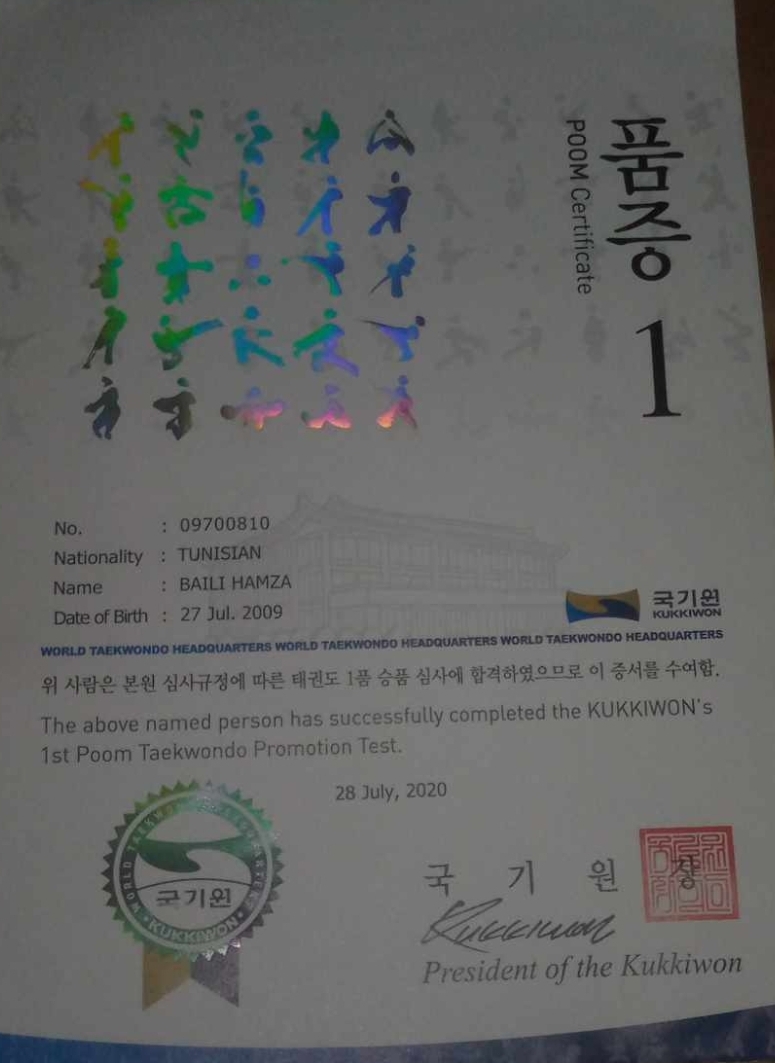 품증
POOM Certificate
1
No. : 09700810
Nationality : TUNISIAN
Name : BAILI HAMZA
Date of Birth : 27 Jul. 2009
국기원
KUKKIWON
WORLD TAEKWONDO HEADQUARTERS WORLD TAEKWONDO HEADQUARTERS WORLD TAEKWONDO HEADQUARTERS
위 사람은 본원 심사규정에 따른 태권도 1품 승품 심사에 합격하였으므로 이 증서를 수여함.
The above named person has successfully completed the KUKKIWON's
1st Poom Taekwondo Promotion Test.
28 July, 2020
WORLD TAEKWONDO HEADQUARTERS
국기원
KUKKIWON
국 기 원 장
Kukkiwon
President of the Kukkiwon